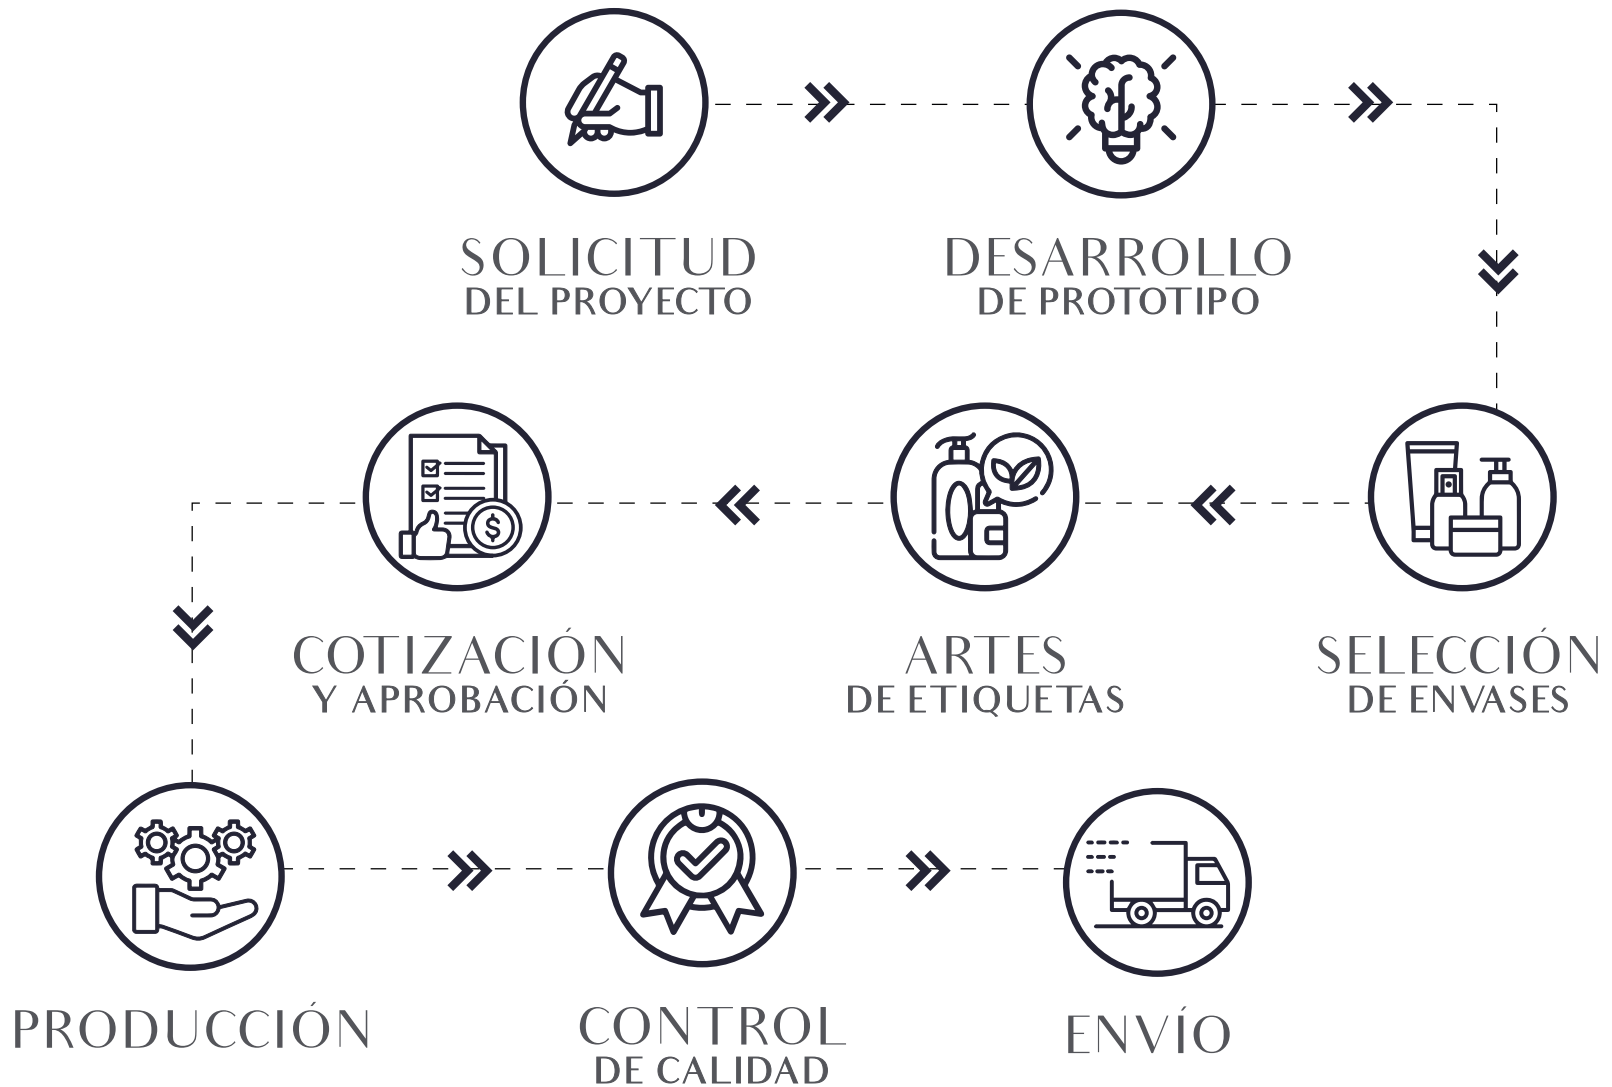 SOLICITUD
DEL PROYECTO
DESARROLLO
DE PROTOTIPO
$
COTIZACIÓN
Y APROBACIÓN
ARTES
DE ETIQUETAS
SELECCIÓN
DE ENVASES
PRODUCCIÓN
CONTROL
DE CALIDAD
ENVÍO